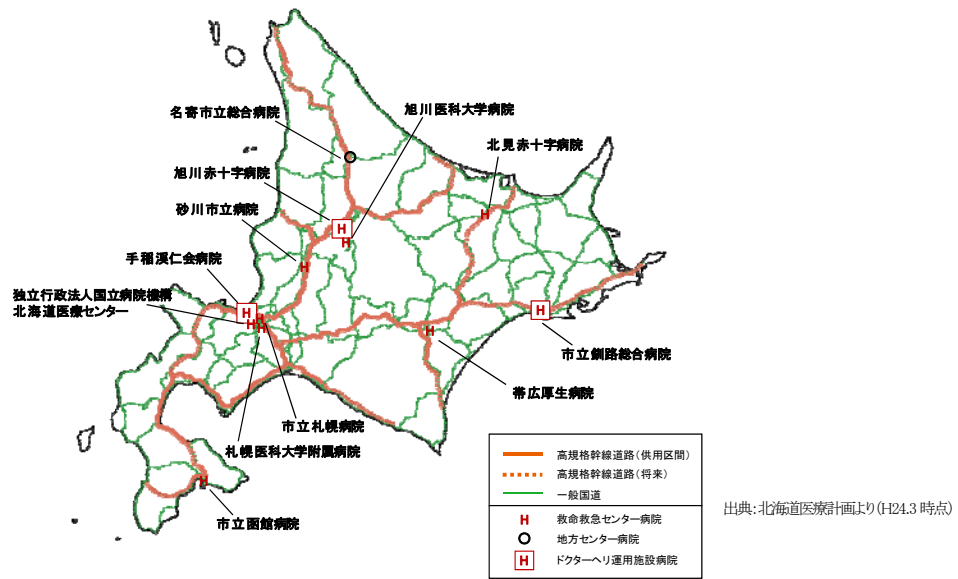 名寄市立総合病院
旭川医科大学病院
北見赤十字病院
旭川赤十字病院
砂川市立病院
手稲渓仁会病院
独立行政法人国立病院機構
北海道医療センター
市立釧路総合病院
帯広厚生病院
市立札幌病院
札幌医科大学附属病院
市立函館病院
高規格幹線道路(供用区間)
高規格幹線道路(将来)
一般国道
H 救命救急センター病院
地方センター病院
H ドクターヘリ運用施設病院
出典:北海道医療計画より(H24.3 時点)